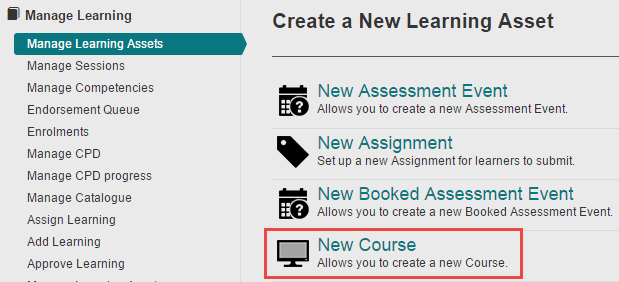 Manage Learning
Manage Learning Assets
Manage Sessions
Manage Competencies
Endorsement Queue
Enrolments
Manage CPD
Manage CPD progress
Manage Catalogue
Assign Learning
Add Learning
Approve Learning
Create a New Learning Asset
New Assessment Event
Allows you to create a new Assessment Event.
New Assignment
Set up a new Assignment for learners to submit.
New Booked Assessment Event
Allows you to create a new Booked Assessment Event.
New Course
Allows you to create a new Course.